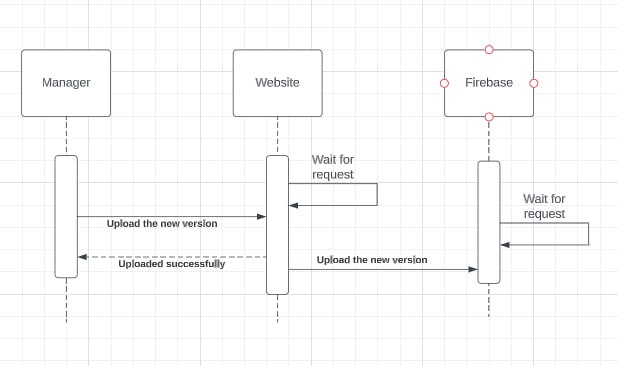 Manager
Website
Firebase
Wait for
request
Wait for
request
Upload the new version
Uploaded successfully
Upload the new version